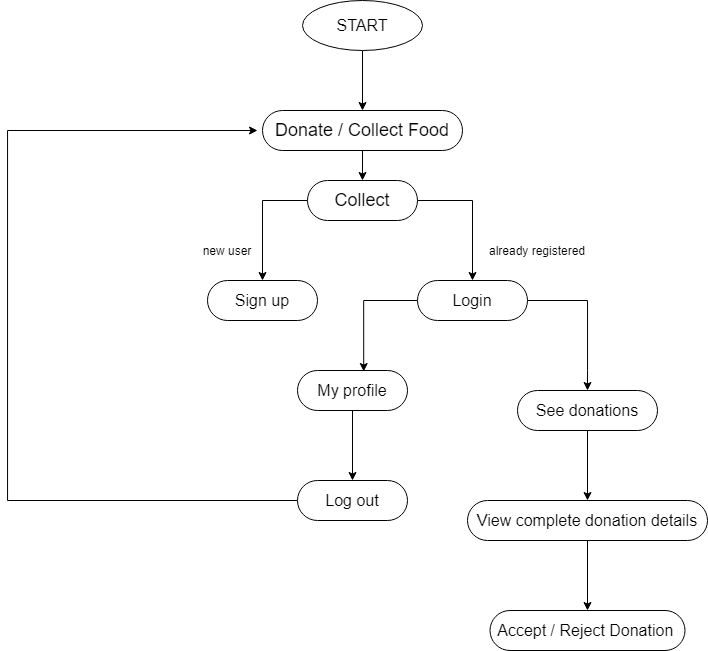 START
Donate / Collect Food
Collect
new user
already registered
Sign up
Login
My profile
See donations
Log out
View complete donation details
Accept / Reject Donation